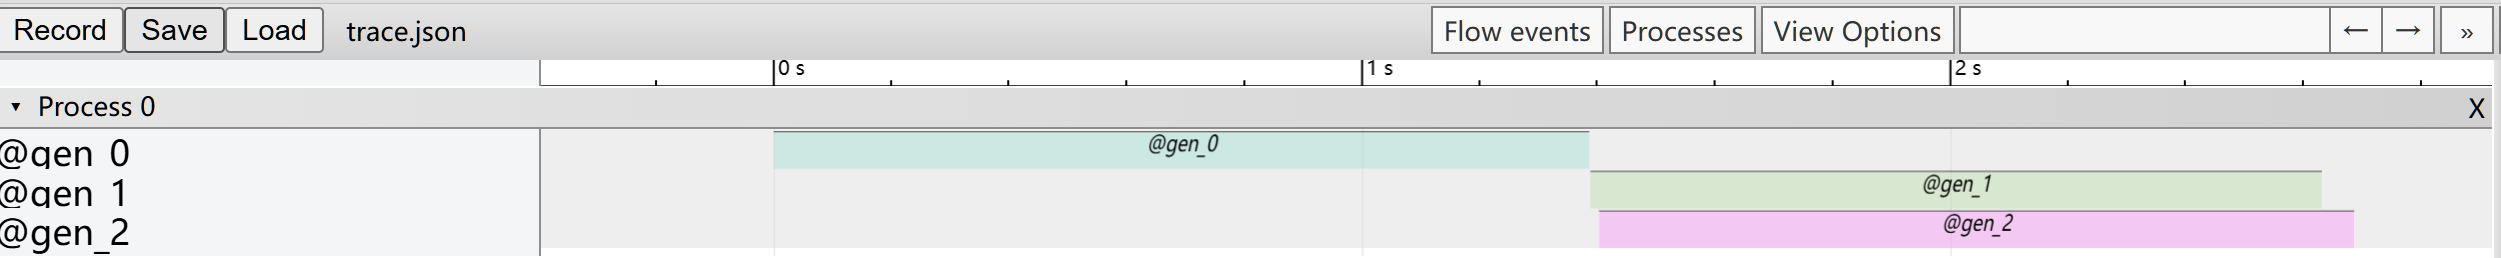 Record Save Load trace.json Flow events Processes View Options ← → »
0 s 1 s 2 s
▾ Process 0 X
@gen_0 @gen_0
@gen_1 @gen_1
@gen_2 @gen_2